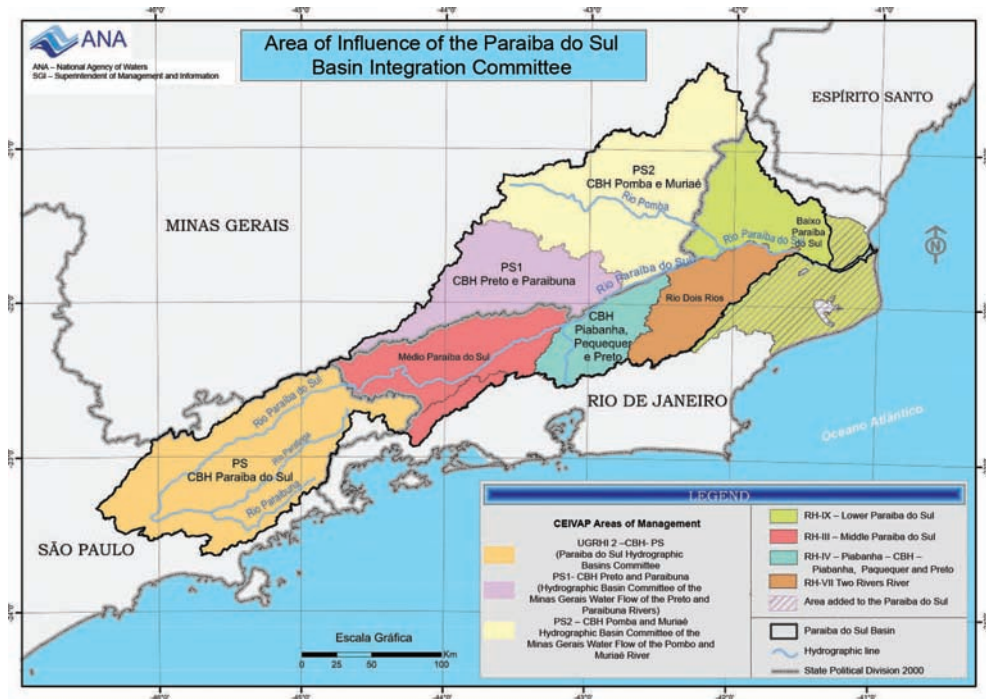 ANA
ANA – National Agency of Waters
SGI – Superintendent of Management and Information
Area of Influence of the Paraiba do Sul
Basin Integration Committee
ESPÍRITO SANTO
MINAS GERAIS
PS2
CBH Pomba e Muriaé
Rio Pomba
Baixo
Paraíba
do Sul
Rio Paraíba do Sul
PS1
CBH Preto e Paraibuna
Rio Paraíba do Sul
N
Rio Dois Rios
CBH
Piabanha,
Pequequer
e Preto
Médio Paraíba do Sul
RIO DE JANEIRO
Oceano Atlântico
Rio Paraíba do Sul
PS
CBH Paraíba do Sul
Rio Paraibuna
SÃO PAULO
Escala Gráfica
0 25 50 100 Km
LEGEND
CEIVAP Areas of Management
UGRHI 2 –CBH- PS
(Paraiba do Sul Hydrographic
Basins Committee
PS1- CBH Preto and Paraibuna
(Hydrographic Basin Committee of the
Minas Gerais Water Flow of the Preto and
Paraibuna Rivers)
PS2 – CBH Pomba and Muriaé
Hydrographic Basin Committee of the
Minas Gerais Water Flow of the Pombo and
Muriaé River
RH-IX – Lower Paraiba do Sul
RH-III – Middle Paraiba do Sul
RH-IV – Piabanha – CBH –
Piabanha, Paquequer and Preto
RH-VII Two Rivers River
Area added to the Paraiba do Sul
Paraiba do Sul Basin
Hydrographic line
State Political Division 2000